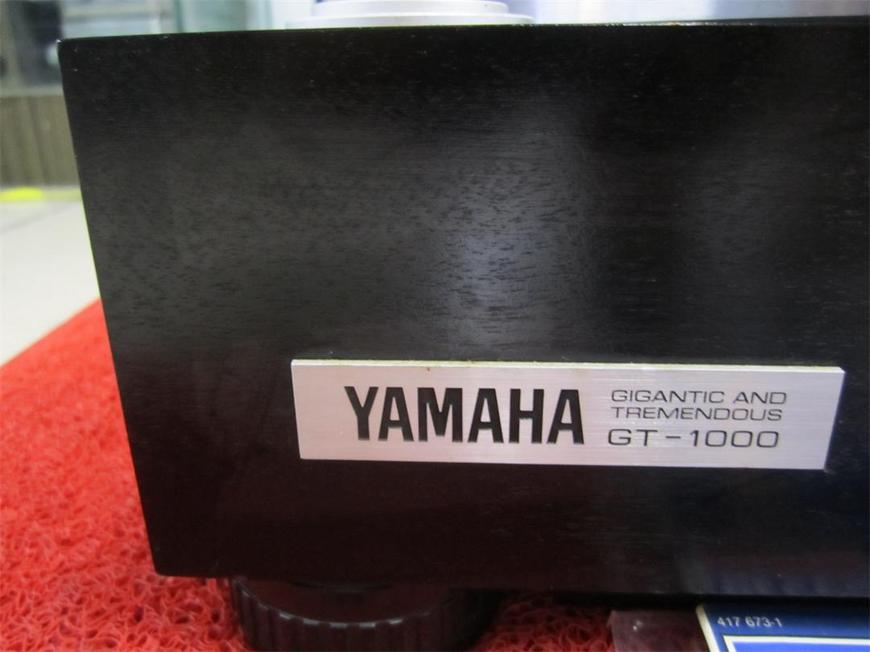 YAMAHA
GIGANTIC AND
TREMENDOUS
GT-1000
417 673-1